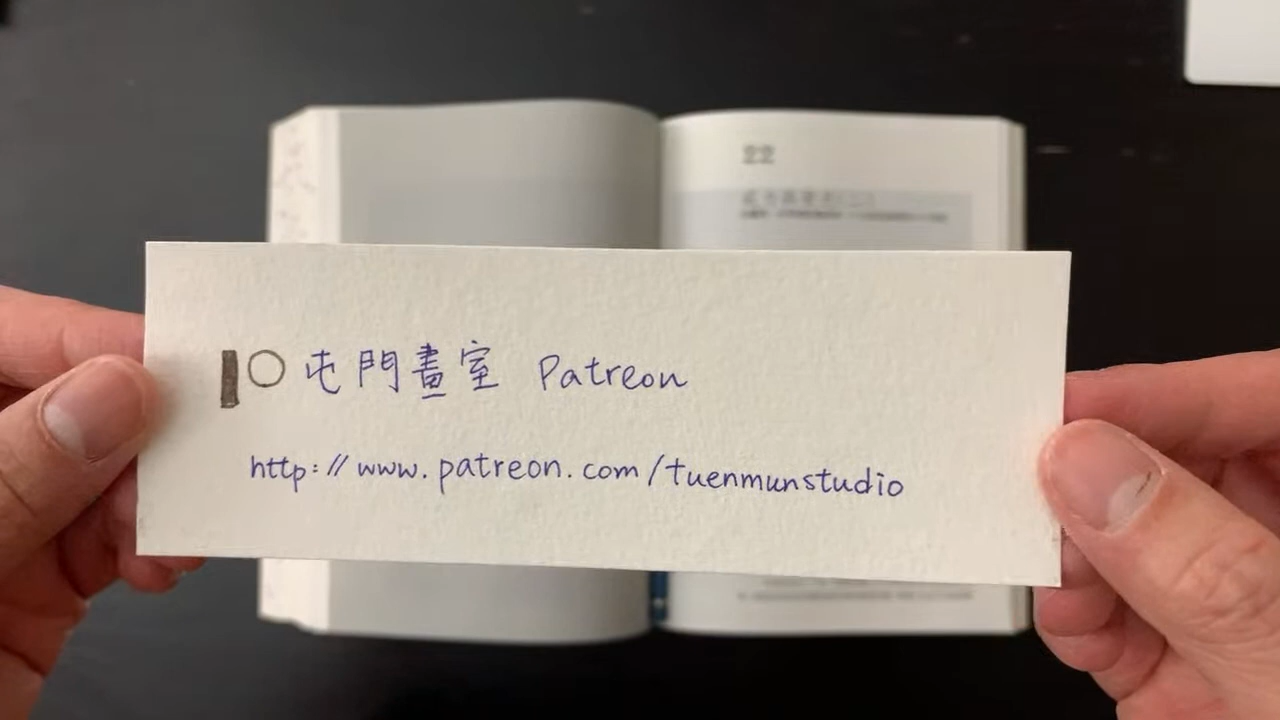 22
屯門畫室 Patreon
http://www.patreon.com/tuenmunstudio